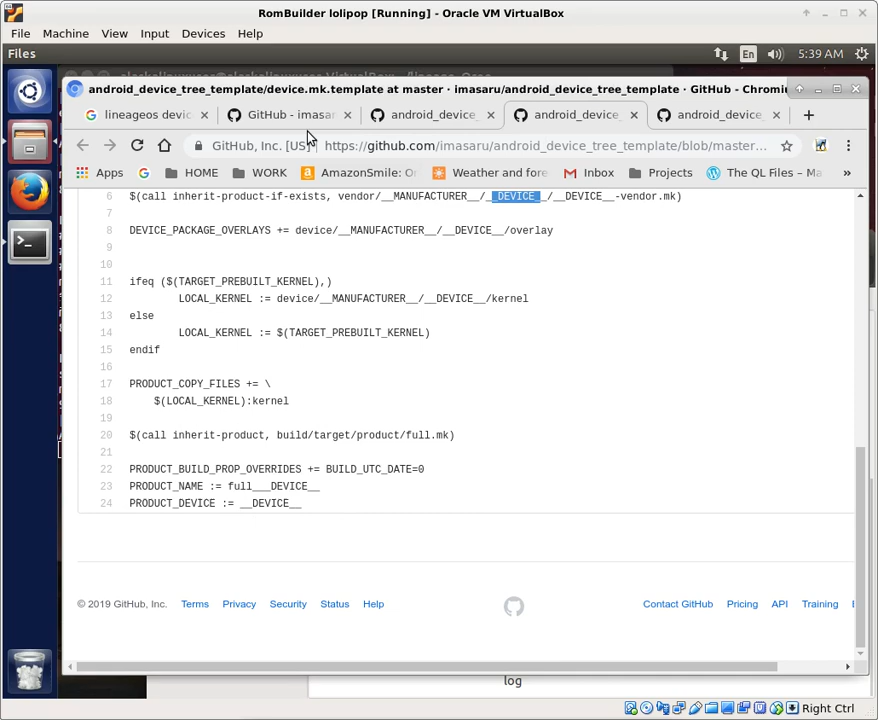 RomBuilder lolipop [Running] - Oracle VM VirtualBox
File Machine View Input Devices Help
Files
En
5:39 AM
android_device_tree_template/device.mk.template at master · imasaru/android_device_tree_template · GitHub - Chromi
lineageos devi
GitHub - imasar
android_device_
android_device_
android_device_
GitHub, Inc. [US]
https://github.com/imasaru/android_device_tree_template/blob/master...
Apps
HOME
WORK
AmazonSmile: O
Weather and fore
Inbox
Projects
The QL Files – Ma
»
6 $(call inherit-product-if-exists, vendor/__MANUFACTURER__/__DEVICE__/__DEVICE__-vendor.mk)
7
8 DEVICE_PACKAGE_OVERLAYS += device/__MANUFACTURER__/__DEVICE__/overlay
9
10
11 ifeq ($(TARGET_PREBUILT_KERNEL),)
12 LOCAL_KERNEL := device/__MANUFACTURER__/__DEVICE__/kernel
13 else
14 LOCAL_KERNEL := $(TARGET_PREBUILT_KERNEL)
15 endif
16
17 PRODUCT_COPY_FILES += \
18 $(LOCAL_KERNEL):kernel
19
20 $(call inherit-product, build/target/product/full.mk)
21
22 PRODUCT_BUILD_PROP_OVERRIDES += BUILD_UTC_DATE=0
23 PRODUCT_NAME := full___DEVICE__
24 PRODUCT_DEVICE := __DEVICE__
© 2019 GitHub, Inc. Terms Privacy Security Status Help
Contact GitHub Pricing API Training
log
Right Ctrl